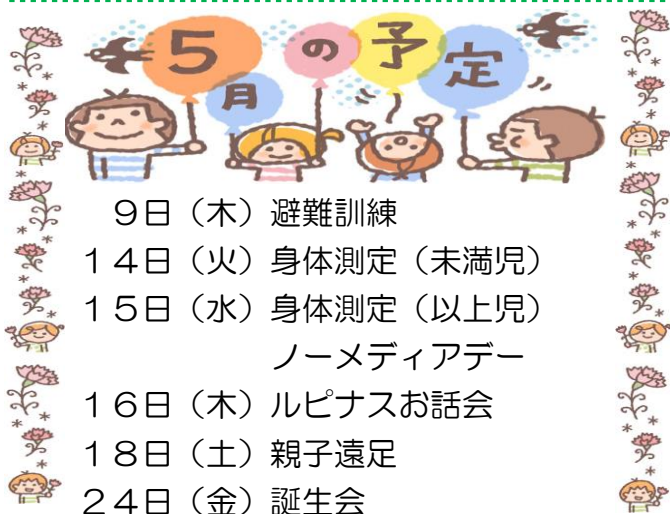 5月の予定
９日（木）避難訓練
１４日（火）身体測定（未満児）
１５日（水）身体測定（以上児）
ノーメディアデー
１６日（木）ルピナスお話会
１８日（土）親子遠足
２４日（金）誕生会